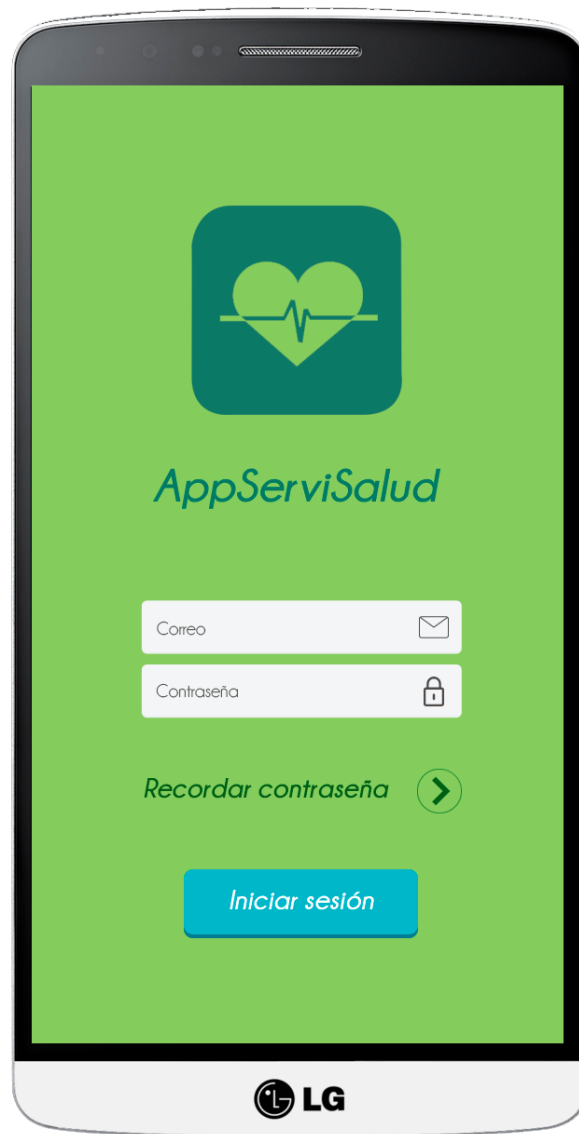 AppServiSalud
Correo
Contraseña
Recordar contraseña
Iniciar sesión
LG